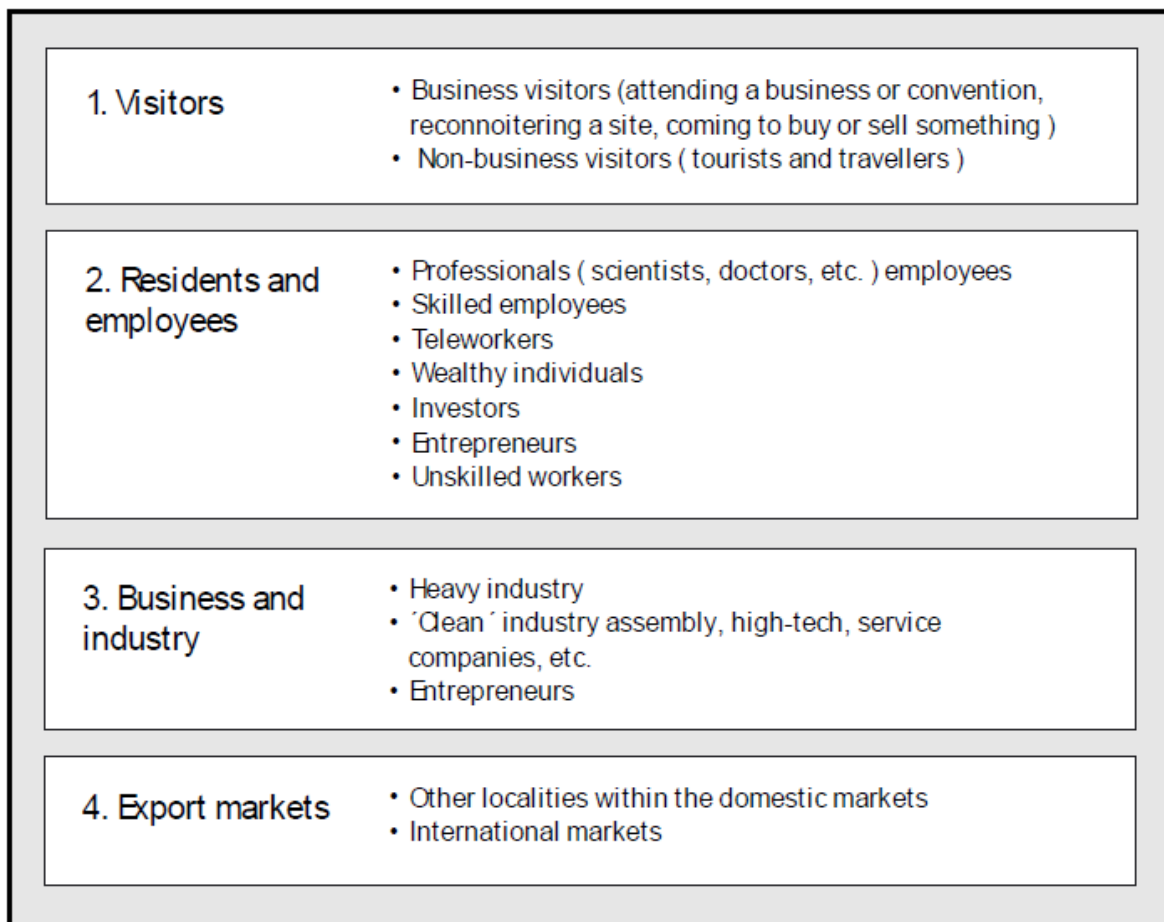 1. Visitors
• Business visitors (attending a business or convention,
reconnoitering a site, coming to buy or sell something )
• Non-business visitors ( tourists and travellers )
2. Residents and
employees
• Professionals ( scientists, doctors, etc. ) employees
• Skilled employees
• Teleworkers
• Wealthy individuals
• Investors
• Entrepreneurs
• Unskilled workers
3. Business and
industry
• Heavy industry
• ´Clean´ industry assembly, high-tech, service
companies, etc.
• Entrepreneurs
4. Export markets
• Other localities within the domestic markets
• International markets